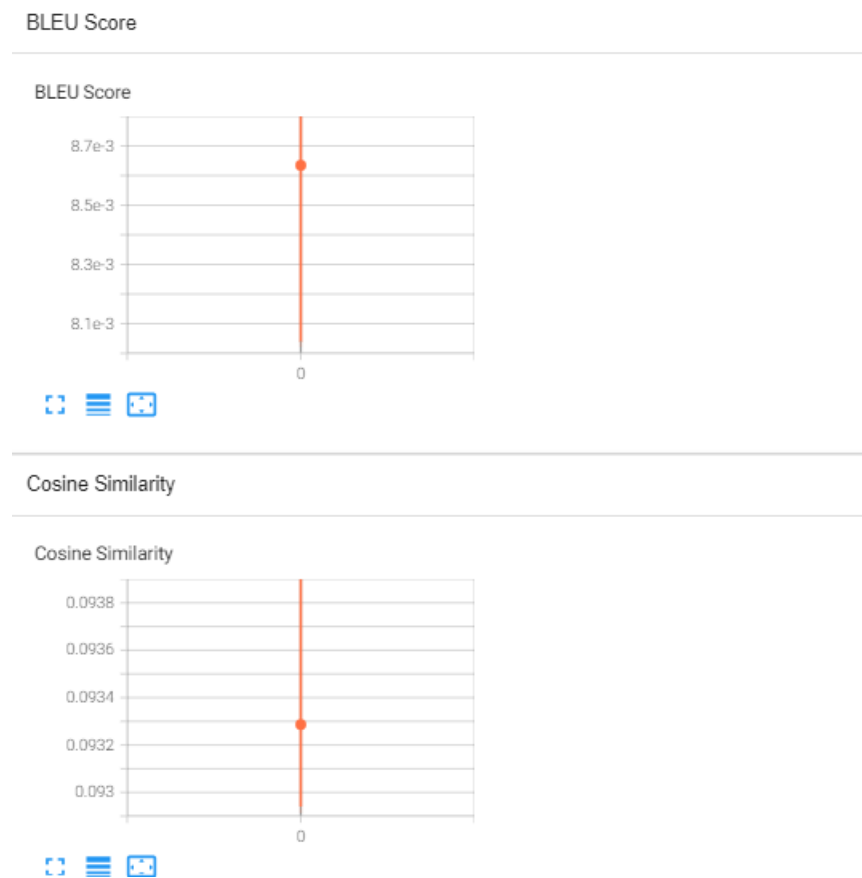 BLEU Score
BLEU Score
8.7e-3
8.5e-3
8.3e-3
8.1e-3
0
Cosine Similarity
Cosine Similarity
0.0938
0.0936
0.0934
0.0932
0.093
0